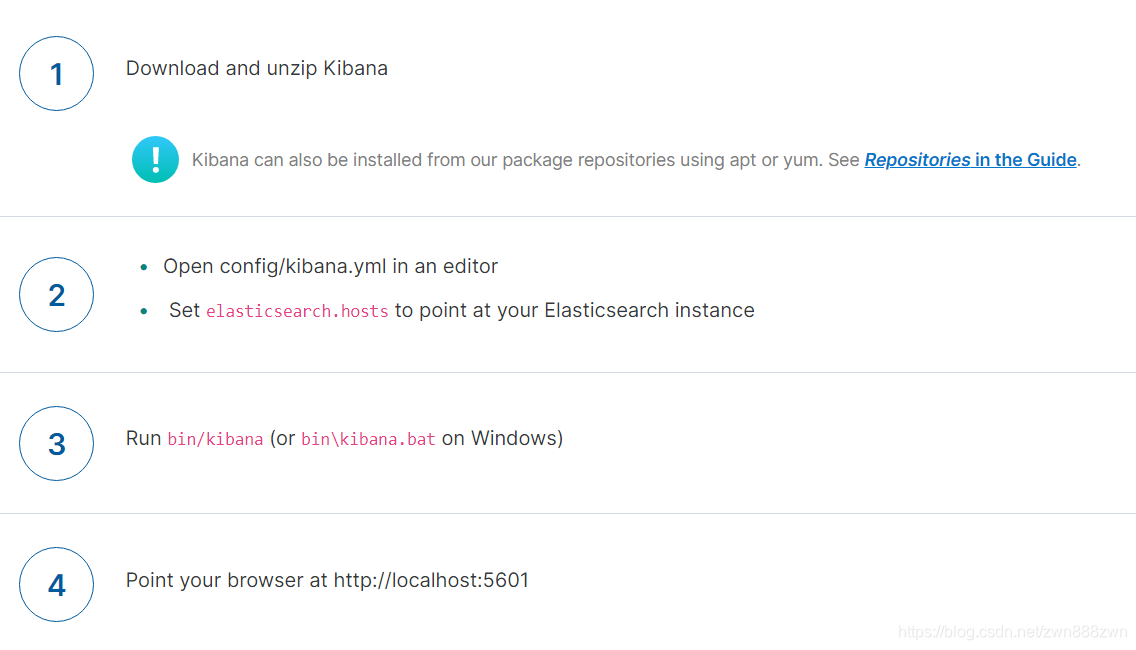 1
Download and unzip Kibana
! Kibana can also be installed from our package repositories using apt or yum. See Repositories in the Guide.
2
• Open config/kibana.yml in an editor
• Set elasticsearch.hosts to point at your Elasticsearch instance
3
Run bin/kibana (or bin\kibana.bat on Windows)
4
Point your browser at http://localhost:5601
https://blog.csdn.net/zwn888zwn